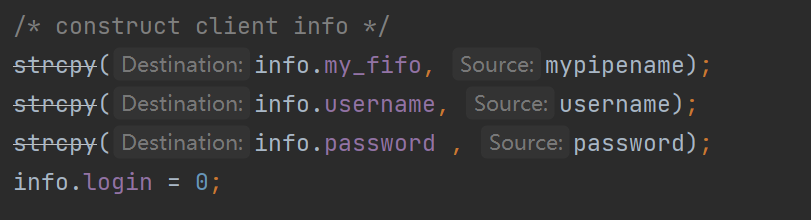 /* construct client info */
strcpy(Destination: info.my_fifo, Source: mypipename);
strcpy(Destination: info.username, Source: username);
strcpy(Destination: info.password , Source: password);
info.login = 0;